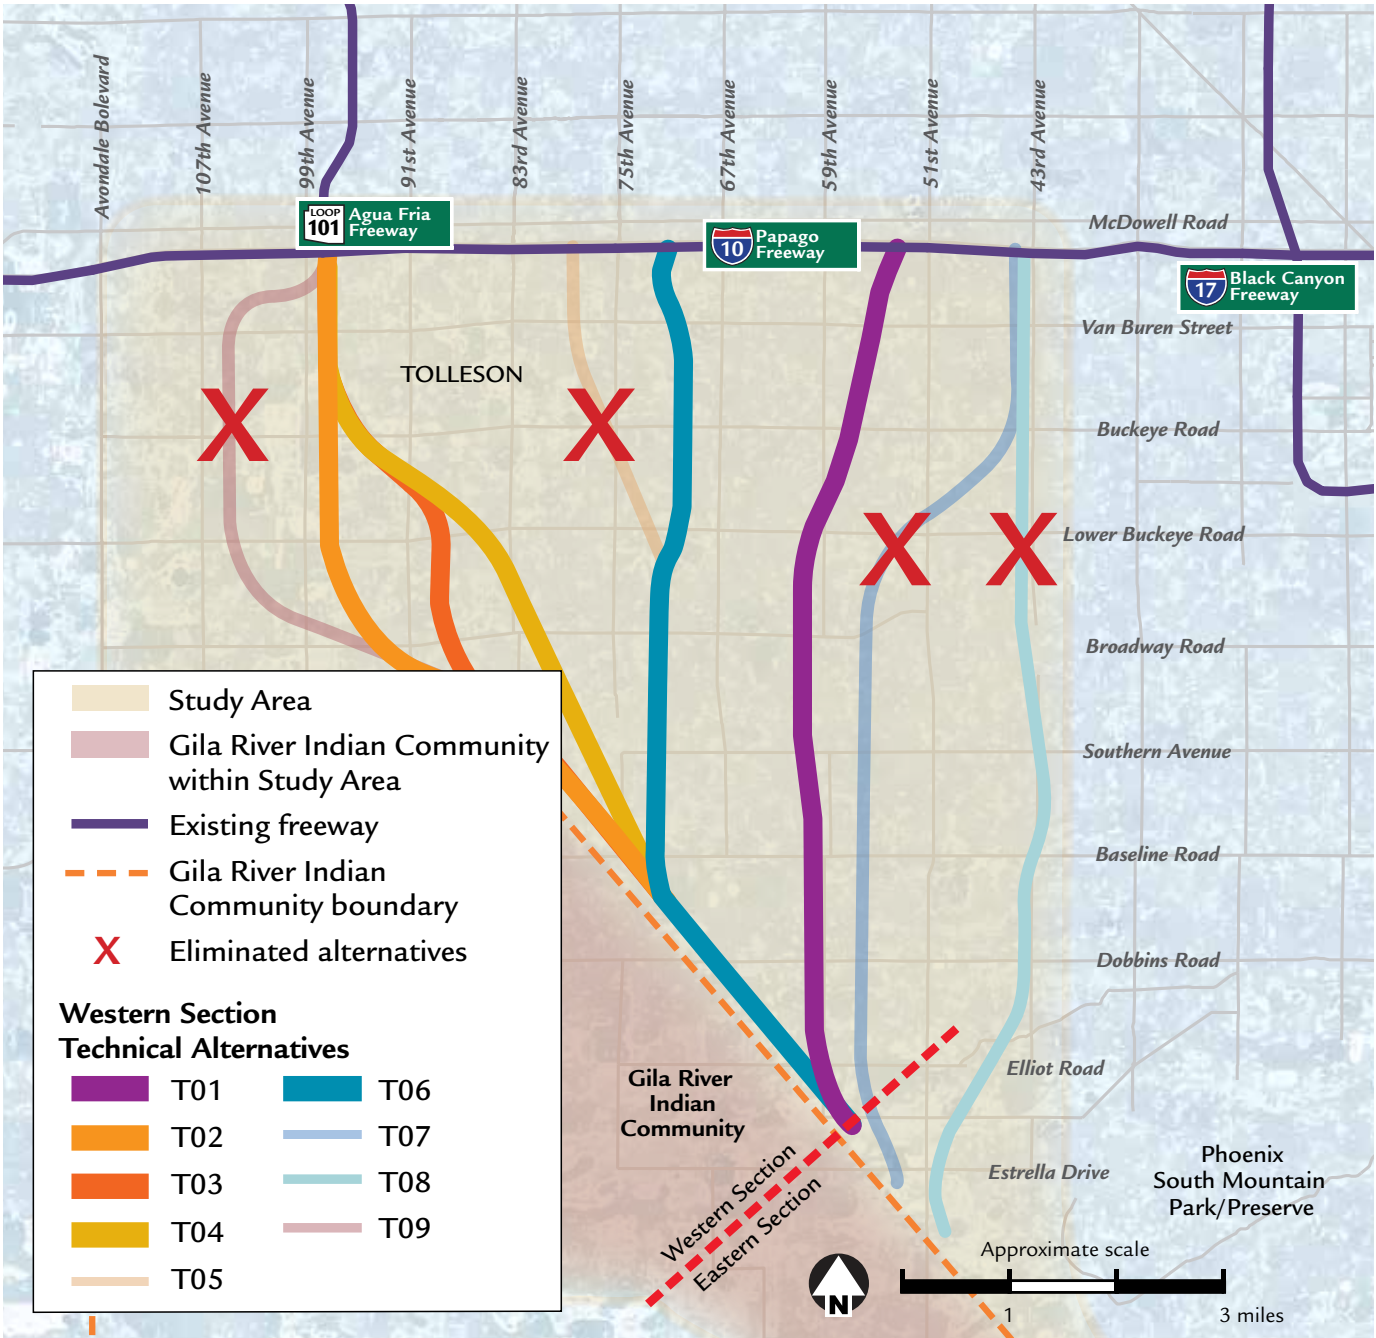 Avondale Bolevard
107th Avenue
99th Avenue
91st Avenue
83rd Avenue
75th Avenue
67th Avenue
59th Avenue
51st Avenue
43rd Avenue
McDowell Road
LOOP
101
Agua Fria
Freeway
10
Papago
Freeway
17
Black Canyon
Freeway
Van Buren Street
TOLLESON
Buckeye Road
X
X
Lower Buckeye Road
X
X
Broadway Road
Southern Avenue
Baseline Road
Dobbins Road
Elliot Road
Estrella Drive
Study Area
Gila River Indian Community
within Study Area
Existing freeway
Gila River Indian
Community boundary
X
Eliminated alternatives
Western Section
Technical Alternatives
T01
T02
T03
T04
T05
T06
T07
T08
T09
Gila River
Indian
Community
Western Section
Eastern Section
Phoenix
South Mountain
Park/Preserve
N
Approximate scale
1
3 miles